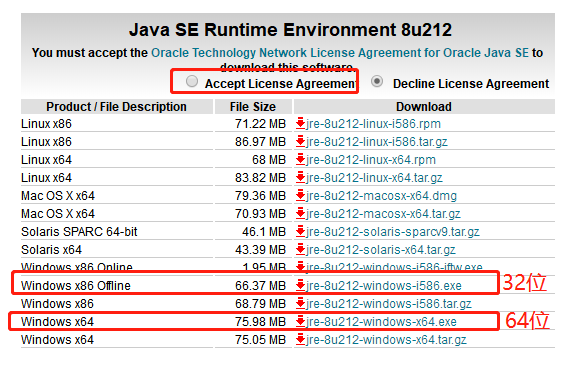 Java SE Runtime Environment 8u212
You must accept the Oracle Technology Network License Agreement for Oracle Java SE to
download this software.
Accept License Agreement Decline License Agreement
Product / File Description File Size Download
Linux x86 71.22 MB jre-8u212-linux-i586.rpm
Linux x86 86.97 MB jre-8u212-linux-i586.tar.gz
Linux x64 68 MB jre-8u212-linux-x64.rpm
Linux x64 83.82 MB jre-8u212-linux-x64.tar.gz
Mac OS X x64 79.36 MB jre-8u212-macosx-x64.dmg
Mac OS X x64 70.93 MB jre-8u212-macosx-x64.tar.gz
Solaris SPARC 64-bit 46.1 MB jre-8u212-solaris-sparcv9.tar.gz
Solaris x64 43.39 MB jre-8u212-solaris-x64.tar.gz
Windows x86 Online 1.95 MB jre-8u212-windows-i586-iftw.exe
Windows x86 Offline 66.37 MB jre-8u212-windows-i586.exe 32位
Windows x86 68.79 MB jre-8u212-windows-i586.tar.gz
Windows x64 75.98 MB jre-8u212-windows-x64.exe 64位
Windows x64 75.05 MB jre-8u212-windows-x64.tar.gz